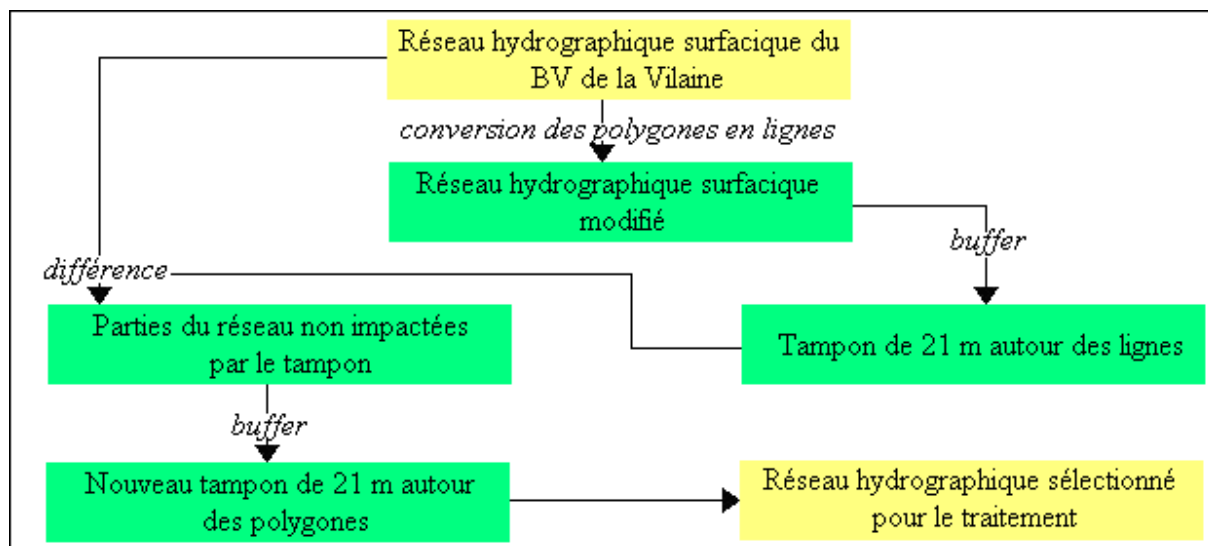 Réseau hydrographique surfacique du
BV de la Vilaine
conversion des polygones en lignes
Réseau hydrographique surfacique
modifié
buffer
différence
Parties du réseau non impactées
par le tampon
Tampon de 21 m autour des lignes
buffer
Nouveau tampon de 21 m autour
des polygones
Réseau hydrographique sélectionné
pour le traitement